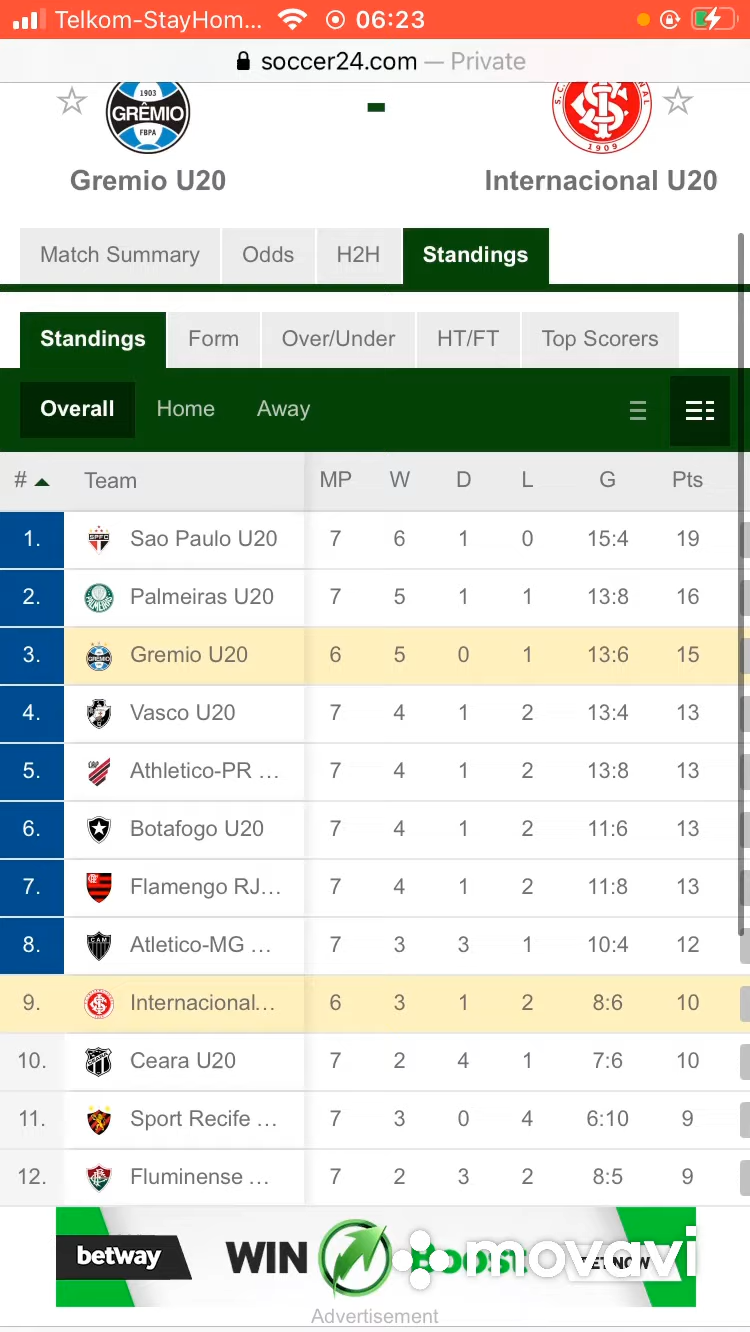 Telkom-StayHom... 06:23
soccer24.com — Private
1903
GRÊMIO
FBPA
S.C.
1909
Gremio U20 - Internacional U20
Match Summary Odds H2H Standings
Standings Form Over/Under HT/FT Top Scorers
Overall Home Away
# Team MP W D L G Pts
1. SPFC Sao Paulo U20 7 6 1 0 15:4 19
2. PALMEIRAS Palmeiras U20 7 5 1 1 13:8 16
3. GRÊMIO Gremio U20 6 5 0 1 13:6 15
4. Vasco U20 7 4 1 2 13:4 13
5. CAP Athletico-PR ... 7 4 1 2 13:8 13
6. Botafogo U20 7 4 1 2 11:6 13
7. Flamengo RJ... 7 4 1 2 11:8 13
8. CAM Atletico-MG ... 7 3 3 1 10:4 12
9. Internacional... 6 3 1 2 8:6 10
10. Ceara U20 7 2 4 1 7:6 10
11. Sport Recife ... 7 3 0 4 6:10 9
12. Fluminense ... 7 2 3 2 8:5 9
betway WIN BOOST BET NOW
movavi
Advertisement